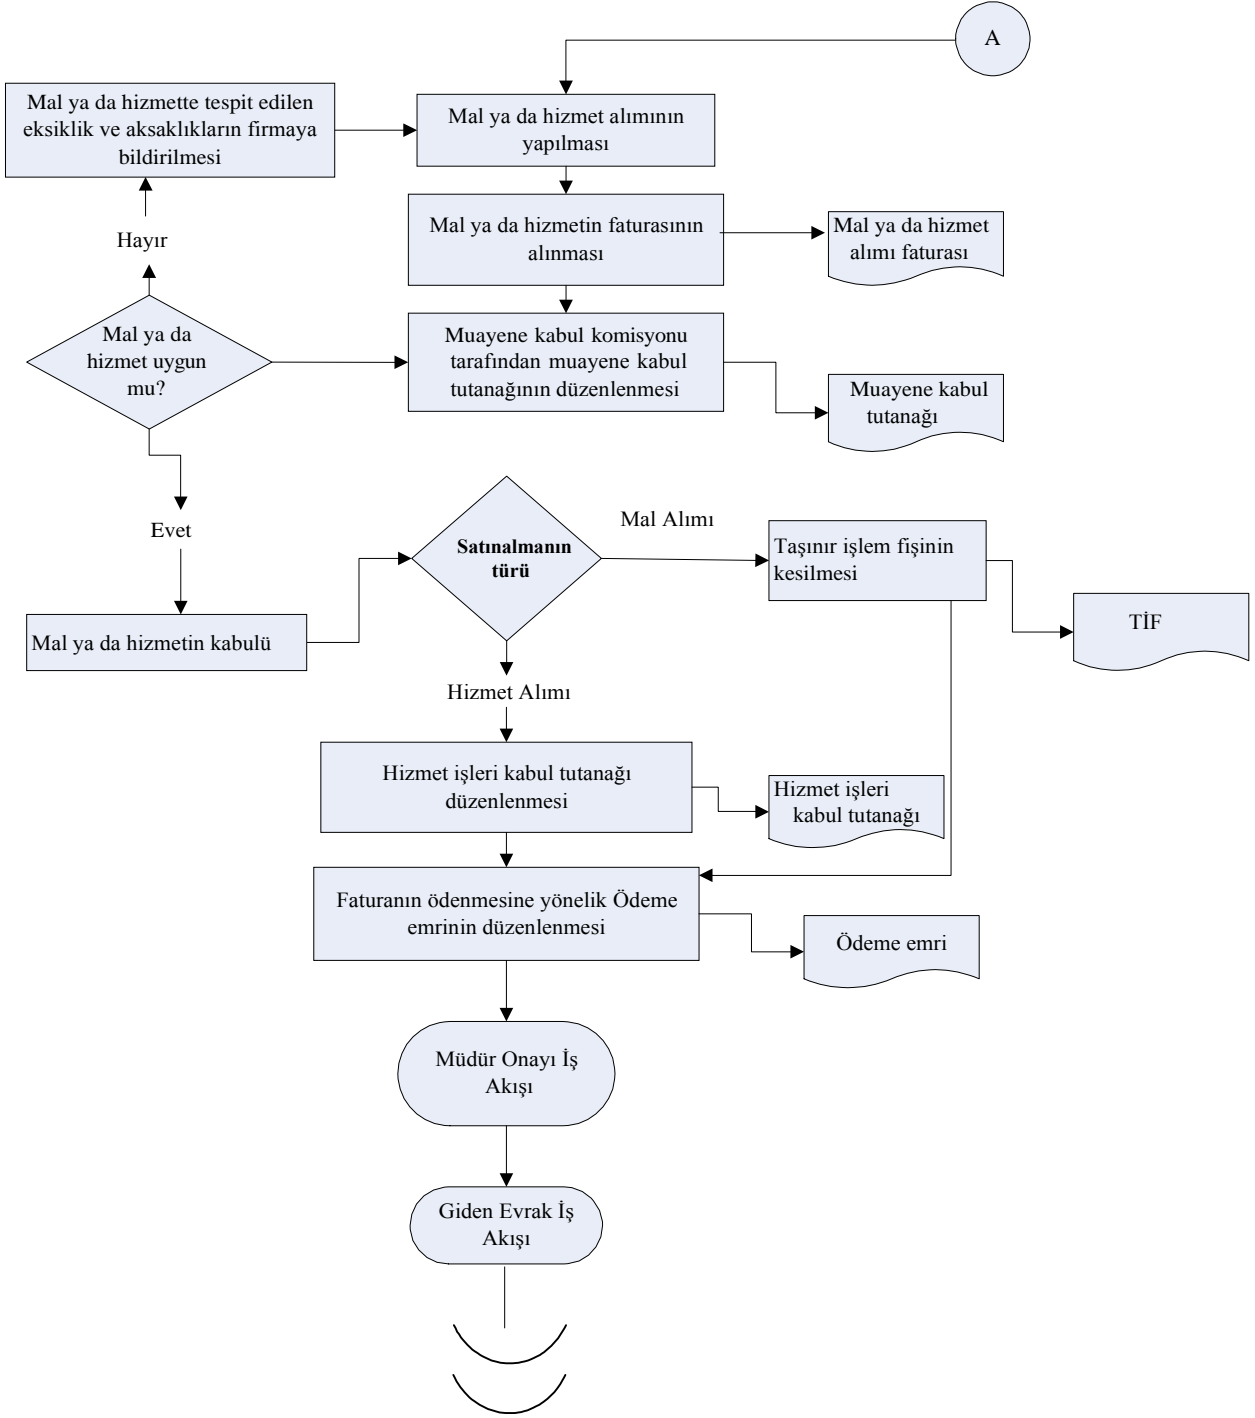 A
Mal ya da hizmette tespit edilen
eksiklik ve aksaklıkların firmaya
bildirilmesi
Mal ya da hizmet alımının
yapılması
Hayır
Mal ya da hizmetin faturasının
alınması
Mal ya da hizmet
alımı faturası
Mal ya da
hizmet uygun
mu?
Muayene kabul komisyonu
tarafından muayene kabul
tutanağının düzenlenmesi
Muayene kabul
tutanağı
Evet
Satınalmanın
türü
Mal Alımı
Taşınır işlem fişinin
kesilmesi
TİF
Mal ya da hizmetin kabulü
Hizmet Alımı
Hizmet işleri kabul tutanağı
düzenlenmesi
Hizmet işleri
kabul tutanağı
Faturanın ödenmesine yönelik Ödeme
emrinin düzenlenmesi
Ödeme emri
Müdür Onayı İş
Akışı
Giden Evrak İş
Akışı